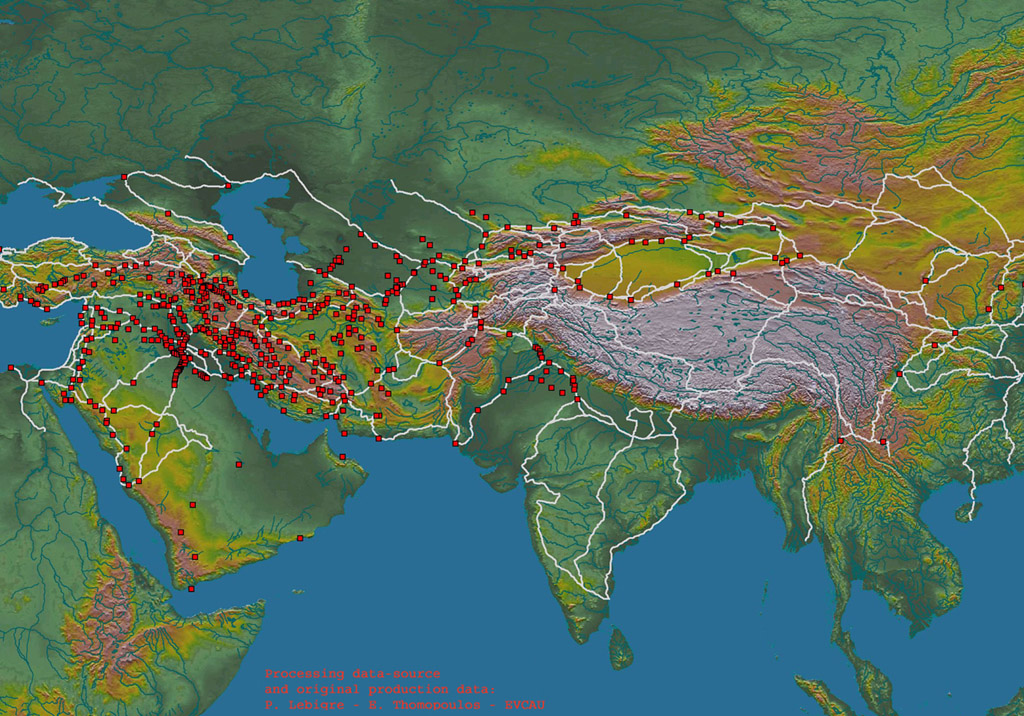 Processing data-source
and original production data:
P. Lebigre - E. Thomopoulos - EVCAU